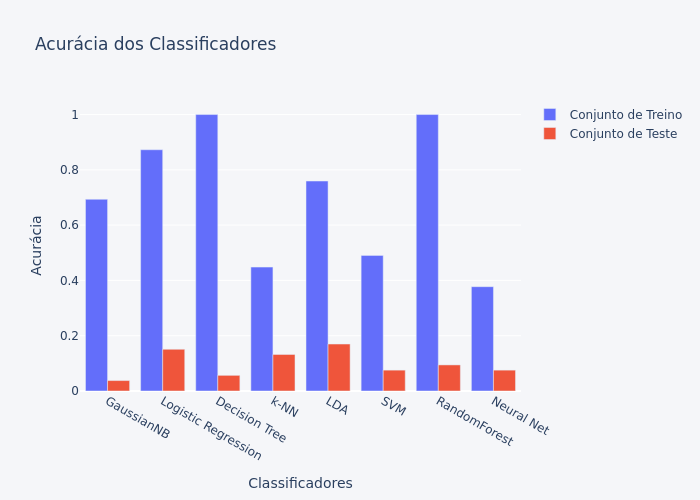 Acurácia dos Classificadores
Conjunto de Treino
Conjunto de Teste
Acurácia
1
0.8
0.6
0.4
0.2
0
GaussianNB
Logistic Regression
Decision Tree
k-NN
LDA
SVM
RandomForest
Neural Net
Classificadores